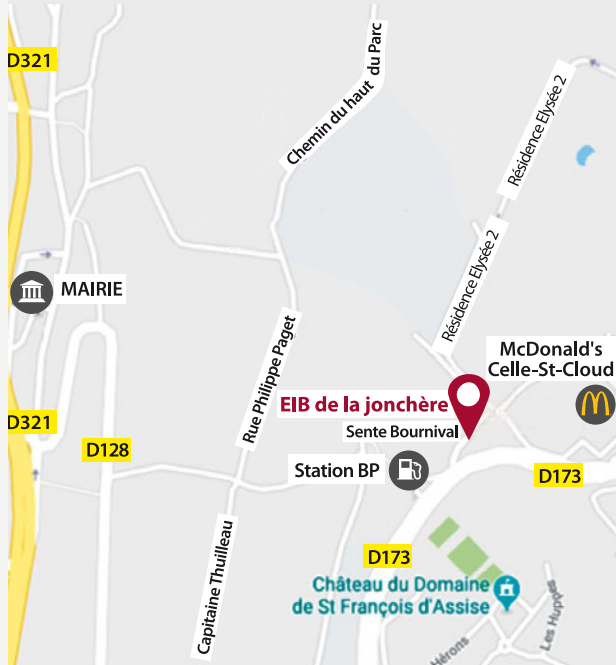 D321
Chemin du haut du Parc
Résidence Elysée 2
MAIRIE
Résidence Elysée 2
Rue Philippe Paget
McDonald's
Celle-St-Cloud
EIB de la jonchère
Sente Bournival
D321
D128
Station BP
D173
Capitaine Thuilleau
D173
Château du Domaine
de St François d'Assise
Les Huppes
Hérons